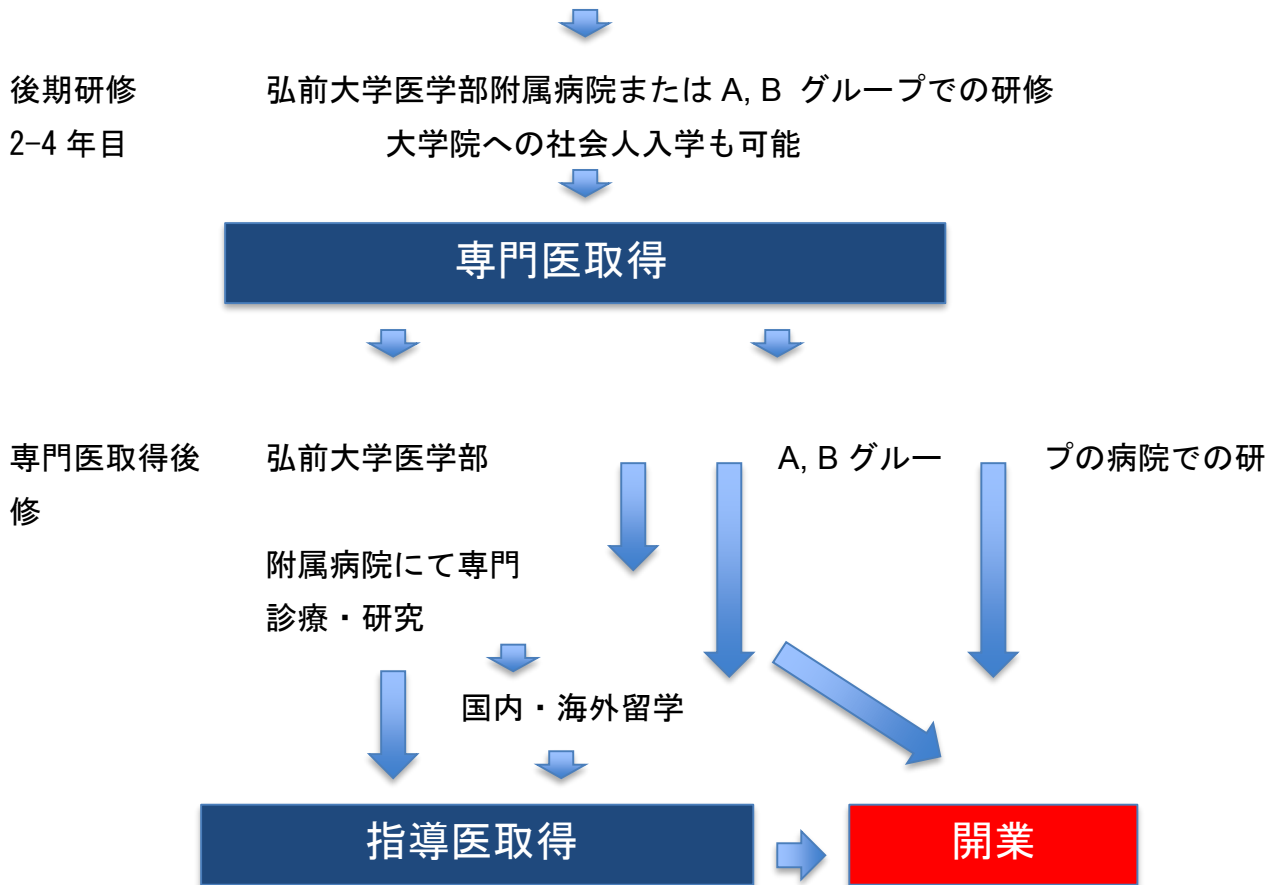 後期研修 弘前大学医学部附属病院または A, B グループでの研修
2-4 年目 大学院への社会人入学も可能
専門医取得
専門医取得後 弘前大学医学部 A, B グルー プの病院での研
修
附属病院にて専門
診療・研究
国内・海外留学
指導医取得 開業